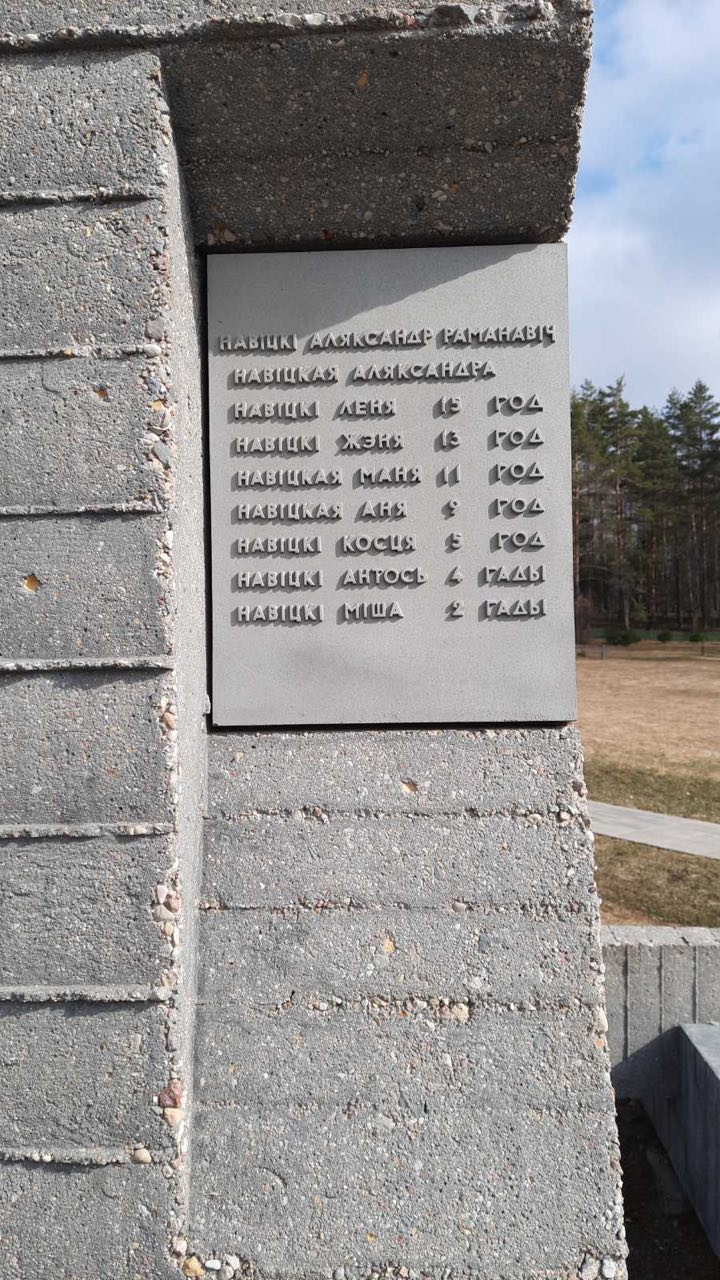 НАВІЦКІ АЛЯКСАНДР РАМАНАВІЧ
НАВІЦКАЯ АЛЯКСАНДРА
НАВІЦКІ ЛЕНЯ 15 ГОД
НАВІЦКІ ЖЭНЯ 13 ГОД
НАВІЦКАЯ МАНЯ 11 ГОД
НАВІЦКАЯ АНЯ 9 ГОД
НАВІЦКІ КОСЦЯ 5 ГОД
НАВІЦКІ АНТОСЬ 4 ГАДЫ
НАВІЦКІ МІША 2 ГАДЫ